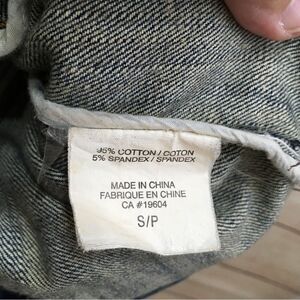 95% COTTON / COTON
5% SPANDEX / SPANDEX
MADE IN CHINA
FABRIQUE EN CHINE
CA #19604
S/P